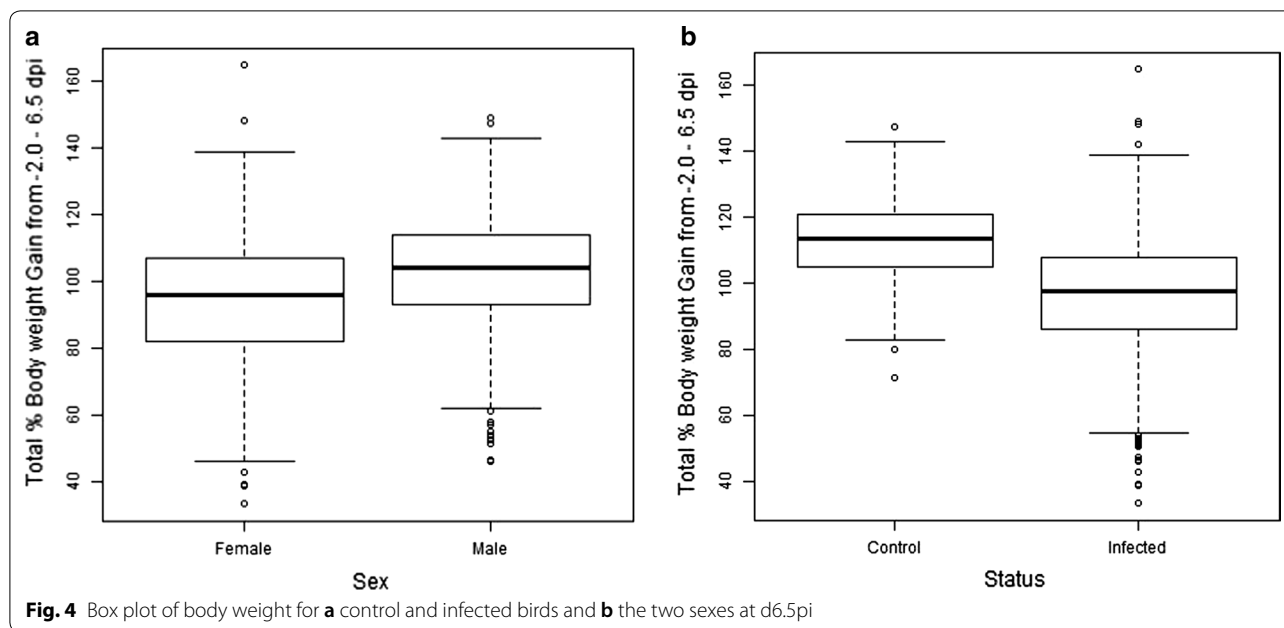 a
Total % Body weight Gain from -2.0 - 6.5 dpi
160
140
120
100
80
60
40
Female
Male
Sex
b
Total % Body weight Gain from -2.0 - 6.5 dpi
160
140
120
100
80
60
40
Control
Infected
Status
Fig. 4 Box plot of body weight for a control and infected birds and b the two sexes at d6.5pi